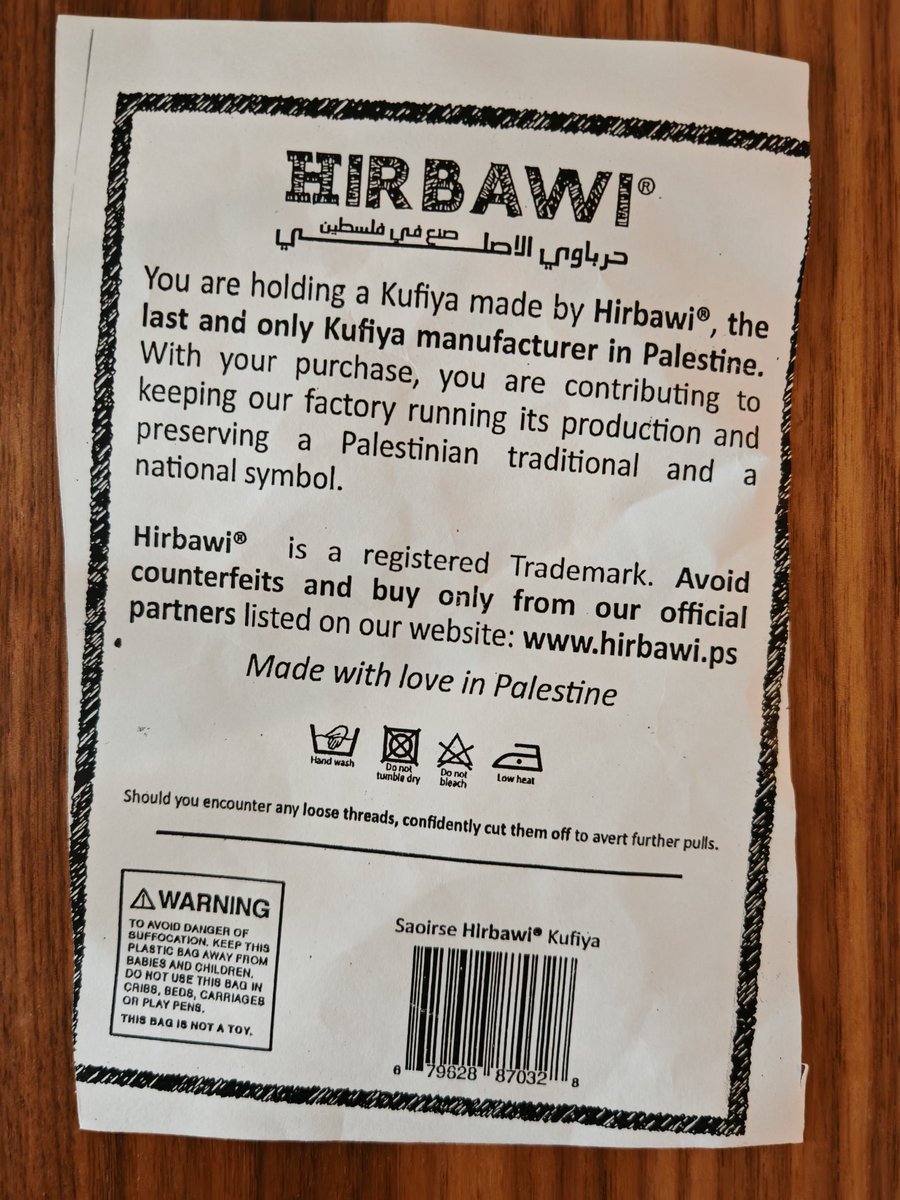 HIRBAWI®
حرباوي الاصلي
صنع في فلسطين
You are holding a Kufiya made by Hirbawi®, the
last and only Kufiya manufacturer in Palestine.
With your purchase, you are contributing to
keeping our factory running its production and
preserving a Palestinian traditional and a
national symbol.
Hirbawi® is a registered Trademark. Avoid
counterfeits and buy only from our official
partners listed on our website: www.hirbawi.ps
Made with love in Palestine
Hand wash
Do not
tumble dry
Do not
bleach
Low heat
Should you encounter any loose threads, confidently cut them off to avert further pulls.
WARNING
TO AVOID DANGER OF
SUFFOCATION, KEEP THIS
PLASTIC BAG AWAY FROM
BABIES AND CHILDREN.
DO NOT USE THIS BAG IN
CRIBS, BEDS, CARRIAGES
OR PLAY PENS.
THIS BAG IS NOT A TOY.
Saoirse Hirbawi® Kufiya
6 79628 87032 8